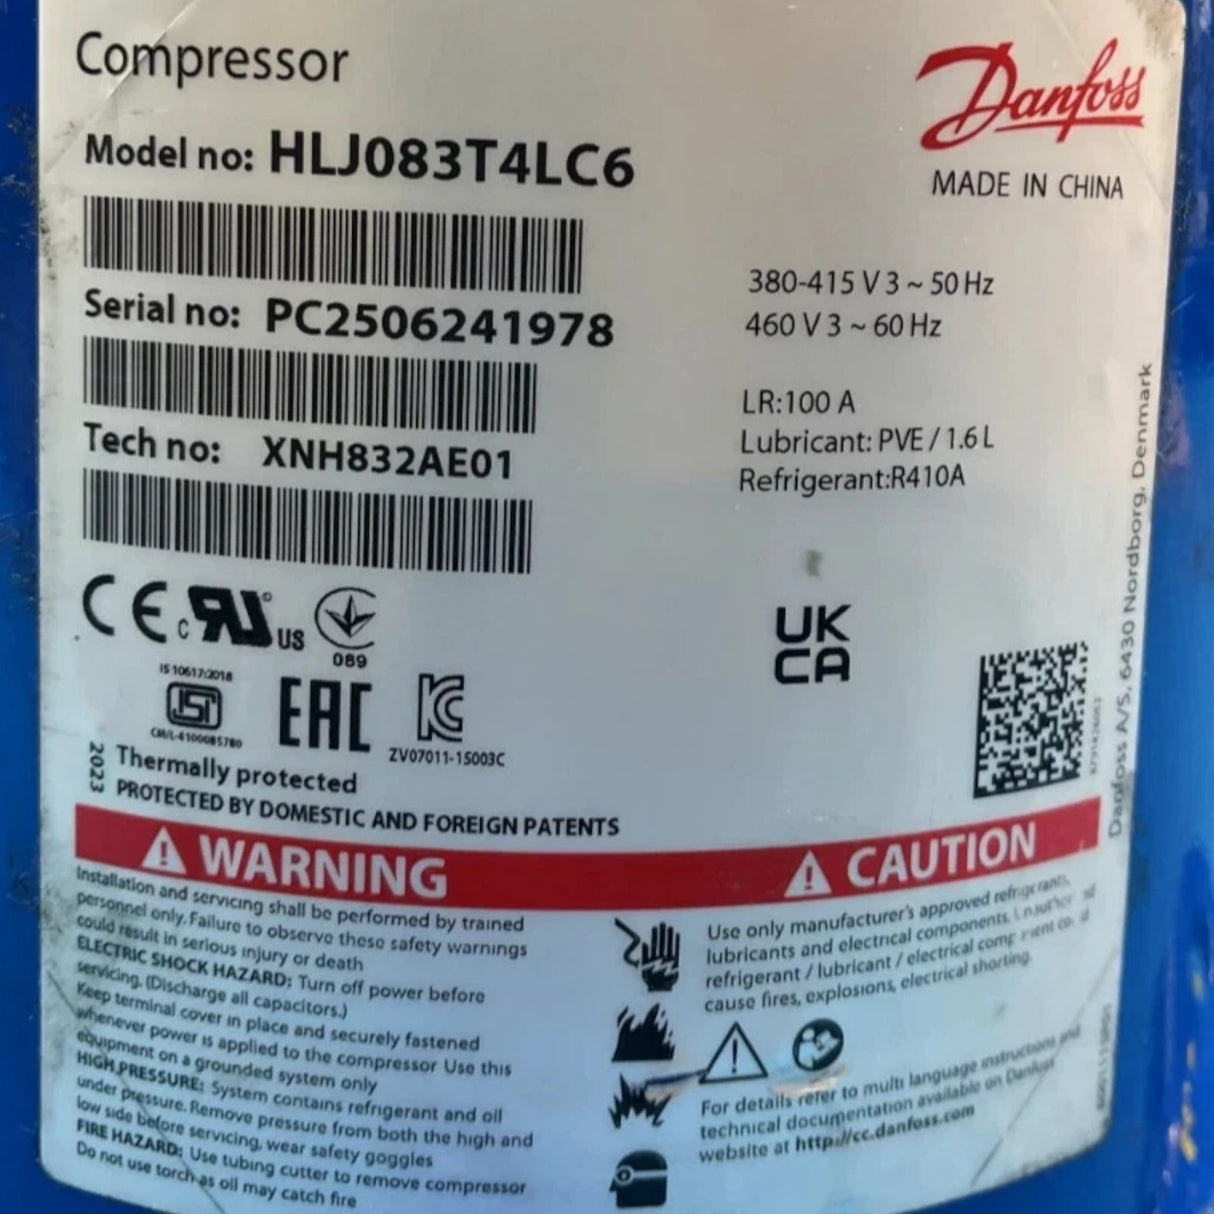 Compressor
Danfoss
MADE IN CHINA
Model no: HLJ083T4LC6
Serial no: PC2506241978
Tech no: XNH832AE01
380-415 V 3 ~ 50 Hz
460 V 3 ~ 60 Hz
LR:100 A
Lubricant: PVE / 1.6 L
Refrigerant:R410A
CE c RU US
089
UK
CA
IS 10617:2018
ISI
CM/L-4100085780
EAC
KC
ZV07011-15003C
2023
Thermally protected
PROTECTED BY DOMESTIC AND FOREIGN PATENTS
Danfoss A/S, 6430 Nordborg, Denmark
WARNING
Installation and servicing shall be performed by trained
personnel only. Failure to observe these safety warnings
could result in serious injury or death
ELECTRIC SHOCK HAZARD: Turn off power before
servicing. (Discharge all capacitors.)
Keep terminal cover in place and securely fastened
whenever power is applied to the compressor Use this
equipment on a grounded system only
HIGH PRESSURE: System contains refrigerant and oil
under pressure. Remove pressure from both the high and
low side before servicing, wear safety goggles
FIRE HAZARD: Use tubing cutter to remove compressor
Do not use torch as oil may catch fire
CAUTION
Use only manufacturer's approved refrigerants,
lubricants and electrical components.
refrigerant / lubricant / electrical component
cause fires, explosions, electrical shorting.
For details refer to multi language instructions and
technical documentation available on Danfoss
website at http://cc.danfoss.com